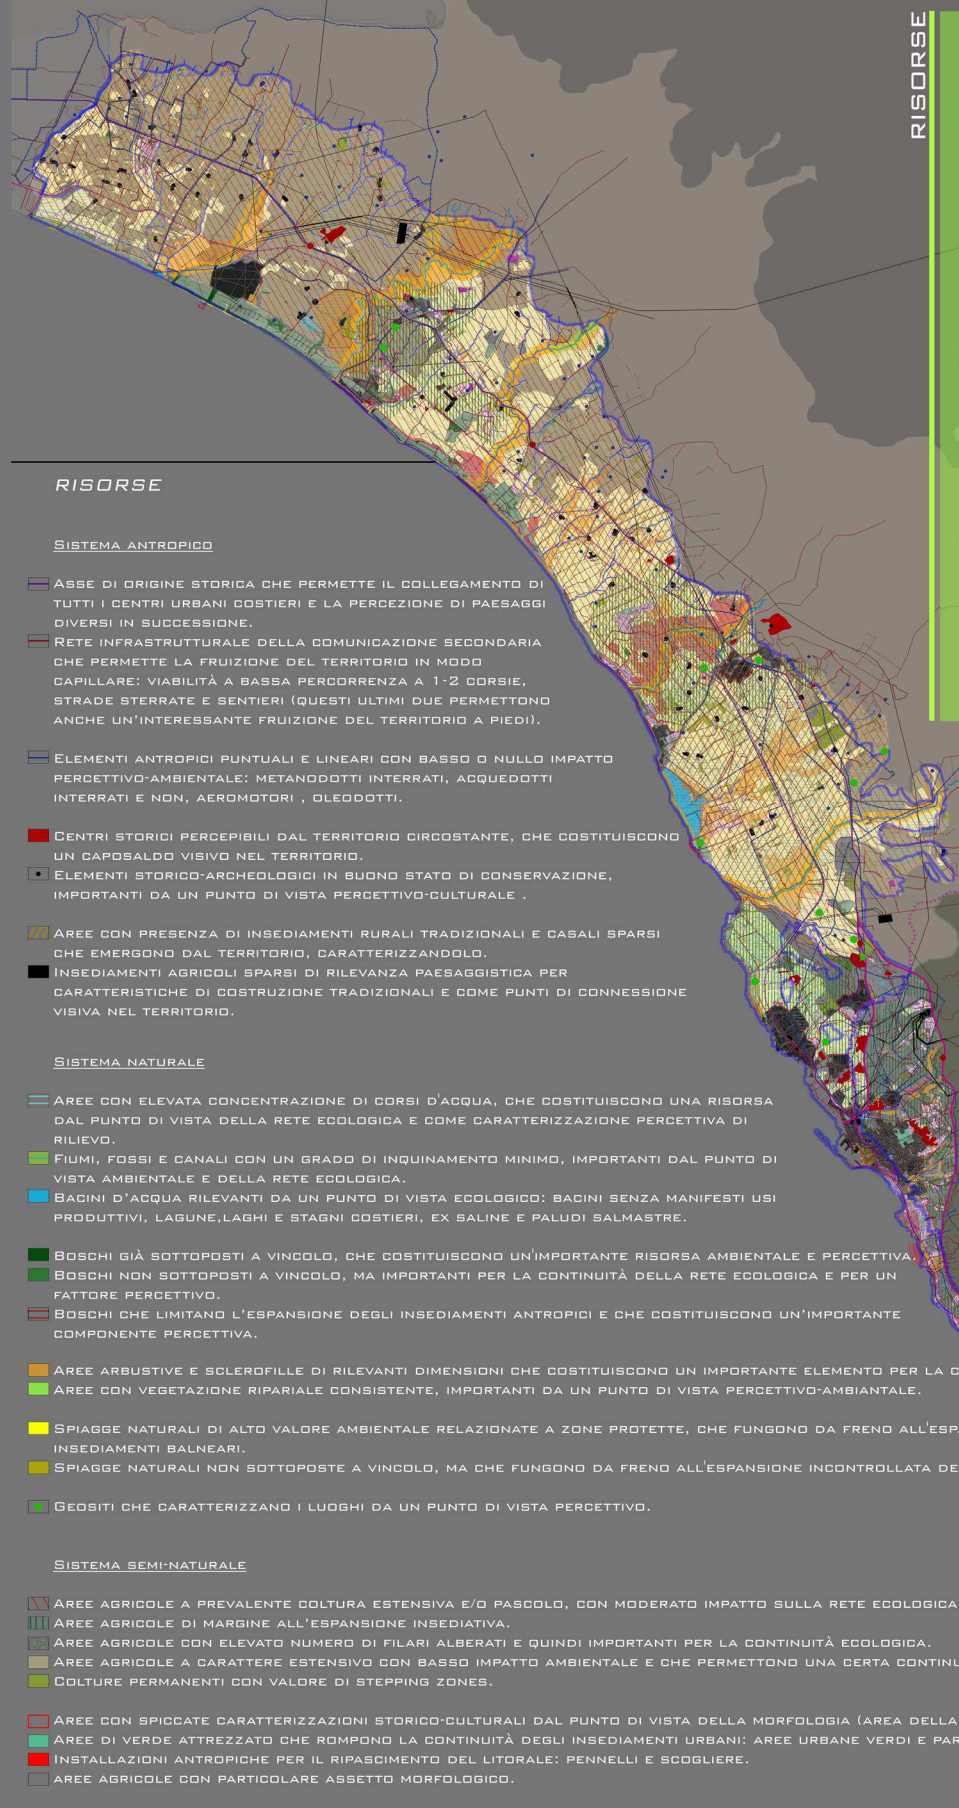 RISORSE
RISORSE
SISTEMA ANTROPICO
ASSE DI ORIGINE STORICA CHE PERMETTE IL COLLEGAMENTO DI
TUTTI I CENTRI URBANI COSTIERI E LA PERCEZIONE DI PAESAGGI
DIVERSI IN SUCCESSIONE.
RETE INFRASTRUTTURALE DELLA COMUNICAZIONE SECONDARIA
CHE PERMETTE LA FRUIZIONE DEL TERRITORIO IN MODO
CAPILLARE: VIABILITÀ A BASSA PERCORRENZA A 1-2 CORSIE,
STRADE STERRATE E SENTIERI (QUESTI ULTIMI DUE PERMETTONO
ANCHE UN'INTERESSANTE FRUIZIONE DEL TERRITORIO A PIEDI).
ELEMENTI ANTROPICI PUNTUALI E LINEARI CON BASSO O NULLO IMPATTO
PERCETTIVO-AMBIENTALE: METANODOTTI INTERRATI, ACQUEDOTTI
INTERRATI E NON, AEROMOTORI , OLEODOTTI.
CENTRI STORICI PERCEPIBILI DAL TERRITORIO CIRCOSTANTE, CHE COSTITUISCONO
UN CAPOSALDO VISIVO NEL TERRITORIO.
ELEMENTI STORICO-ARCHEOLOGICI IN BUONO STATO DI CONSERVAZIONE,
IMPORTANTI DA UN PUNTO DI VISTA PERCETTIVO-CULTURALE .
AREE CON PRESENZA DI INSEDIAMENTI RURALI TRADIZIONALI E CASALI SPARSI
CHE EMERGONO DAL TERRITORIO, CARATTERIZZANDOLO.
INSEDIAMENTI AGRICOLI SPARSI DI RILEVANZA PAESAGGISTICA PER
CARATTERISTICHE DI COSTRUZIONE TRADIZIONALI E COME PUNTI DI CONNESSIONE
VISIVA NEL TERRITORIO.
SISTEMA NATURALE
AREE CON ELEVATA CONCENTRAZIONE DI CORSI D'ACQUA, CHE COSTITUISCONO UNA RISORSA
DAL PUNTO DI VISTA DELLA RETE ECOLOGICA E COME CARATTERIZZAZIONE PERCETTIVA DI
RILIEVO.
FIUMI, FOSSI E CANALI CON UN GRADO DI INQUINAMENTO MINIMO, IMPORTANTI DAL PUNTO DI
VISTA AMBIENTALE E DELLA RETE ECOLOGICA.
BACINI D'ACQUA RILEVANTI DA UN PUNTO DI VISTA ECOLOGICO: BACINI SENZA MANIFESTI USI
PRODUTTIVI, LAGUNE,LAGHI E STAGNI COSTIERI, EX SALINE E PALUDI SALMASTRE.
BOSCHI GIÀ SOTTOPOSTI A VINCOLO, CHE COSTITUISCONO UN'IMPORTANTE RISORSA AMBIENTALE E PERCETTIVA.
BOSCHI NON SOTTOPOSTI A VINCOLO, MA IMPORTANTI PER LA CONTINUITÀ DELLA RETE ECOLOGICA E PER UN
FATTORE PERCETTIVO.
BOSCHI CHE LIMITANO L'ESPANSIONE DEGLI INSEDIAMENTI ANTROPICI E CHE COSTITUISCONO UN'IMPORTANTE
COMPONENTE PERCETTIVA.
AREE ARBUSTIVE E SCLEROFILLE DI RILEVANTI DIMENSIONI CHE COSTITUISCONO UN IMPORTANTE ELEMENTO PER LA C
AREE CON VEGETAZIONE RIPARIALE CONSISTENTE, IMPORTANTI DA UN PUNTO DI VISTA PERCETTIVO-AMBIANTALE.
SPIAGGE NATURALI DI ALTO VALORE AMBIENTALE RELAZIONATE A ZONE PROTETTE, CHE FUNGONO DA FRENO ALL'ESP
INSEDIAMENTI BALNEARI.
SPIAGGE NATURALI NON SOTTOPOSTE A VINCOLO, MA CHE FUNGONO DA FRENO ALL'ESPANSIONE INCONTROLLATA DE
GEOSITI CHE CARATTERIZZANO I LUOGHI DA UN PUNTO DI VISTA PERCETTIVO.
SISTEMA SEMI-NATURALE
AREE AGRICOLE A PREVALENTE COLTURA ESTENSIVA E/O PASCOLO, CON MODERATO IMPATTO SULLA RETE ECOLOGICA
AREE AGRICOLE DI MARGINE ALL'ESPANSIONE INSEDIATIVA.
AREE AGRICOLE CON ELEVATO NUMERO DI FILARI ALBERATI E QUINDI IMPORTANTI PER LA CONTINUITÀ ECOLOGICA.
AREE AGRICOLE A CARATTERE ESTENSIVO CON BASSO IMPATTO AMBIENTALE E CHE PERMETTONO UNA CERTA CONTINU
COLTURE PERMANENTI CON VALORE DI STEPPING ZONES.
AREE CON SPICCATE CARATTERIZZAZIONI STORICO-CULTURALI DAL PUNTO DI VISTA DELLA MORFOLOGIA (AREA DELLA
AREE DI VERDE ATTREZZATO CHE ROMPONO LA CONTINUITÀ DEGLI INSEDIAMENTI URBANI: AREE URBANE VERDI E PAR
INSTALLAZIONI ANTROPICHE PER IL RIPASCIMENTO DEL LITORALE: PENNELLI E SCOGLIERE.
AREE AGRICOLE CON PARTICOLARE ASSETTO MORFOLOGICO.